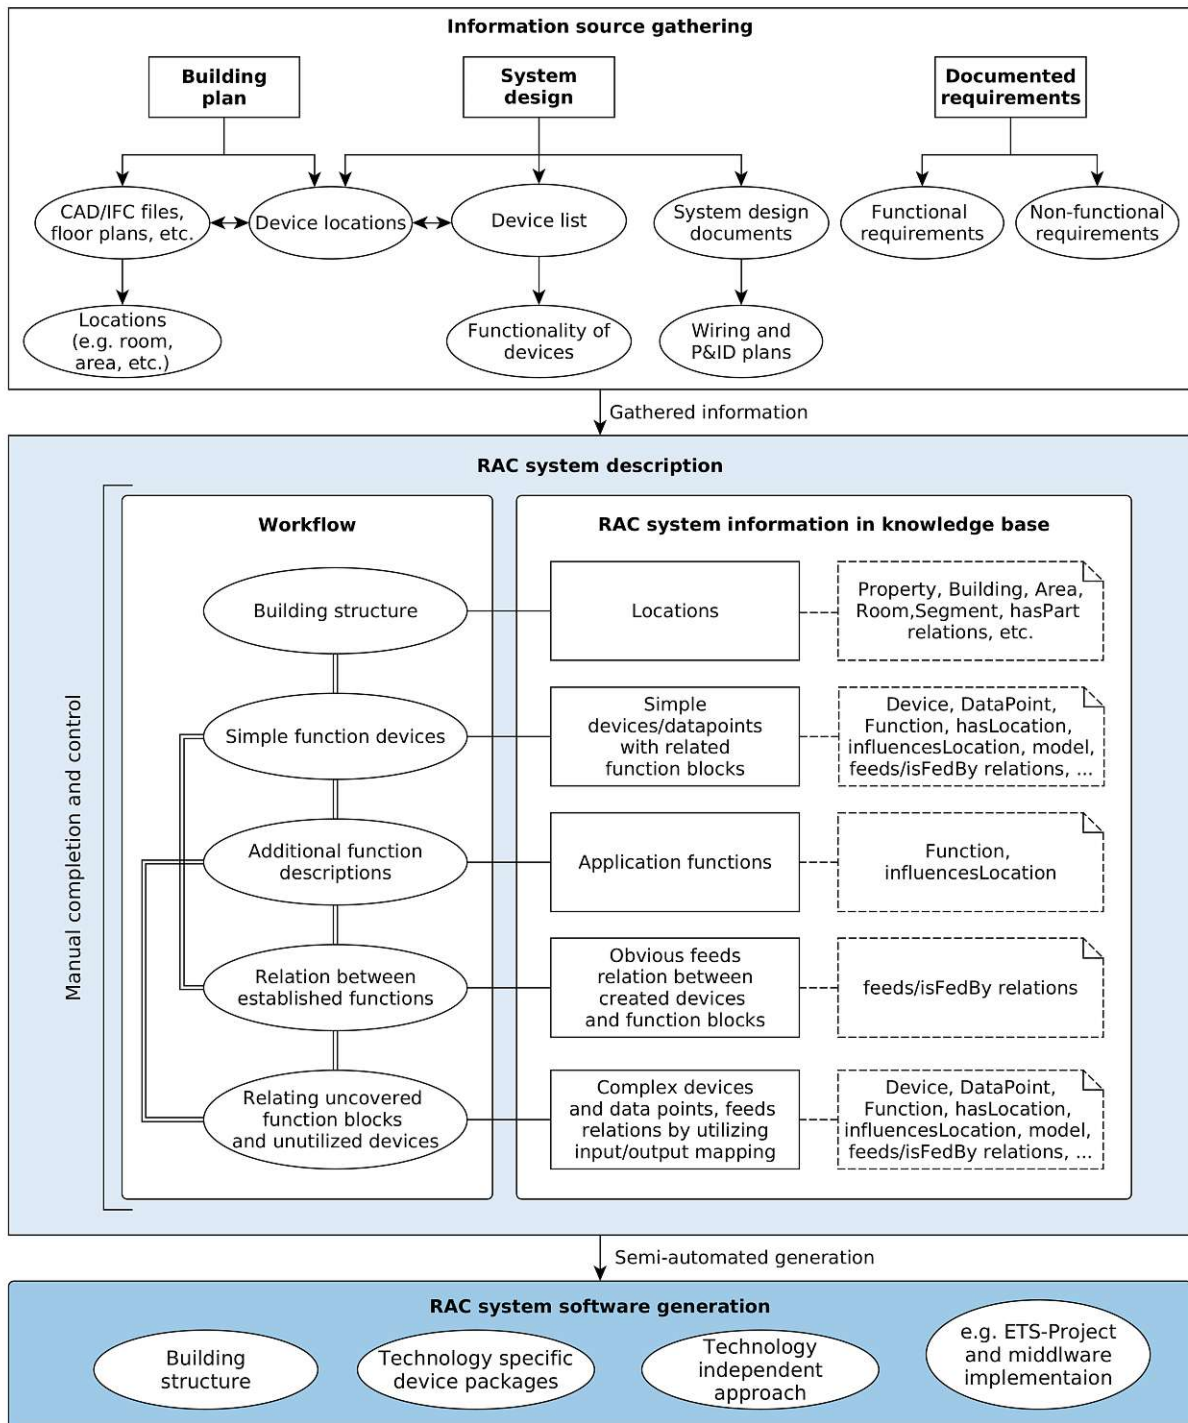 Information source gathering
Building
plan
System
design
Documented
requirements
CAD/IFC files,
floor plans, etc.
Device locations
Device list
System design
documents
Functional
requirements
Non-functional
requirements
Locations
(e.g. room,
area, etc.)
Functionality of
devices
Wiring and
P&ID plans
Gathered information
RAC system description
Manual completion and control
Workflow
RAC system information in knowledge base
Building structure
Locations
Property, Building, Area,
Room,Segment, hasPart
relations, etc.
Simple function devices
Simple
devices/datapoints
with related
function blocks
Device, DataPoint,
Function, hasLocation,
influencesLocation, model,
feeds/isFedBy relations, ...
Additional function
descriptions
Application functions
Function,
influencesLocation
Relation between
established functions
Obvious feeds
relation between
created devices
and function blocks
feeds/isFedBy relations
Relating uncovered
function blocks
and unutilized devices
Complex devices
and data points, feeds
relations by utilizing
input/output mapping
Device, DataPoint,
Function, hasLocation,
influencesLocation, model,
feeds/isFedBy relations, ...
Semi-automated generation
RAC system software generation
Building
structure
Technology specific
device packages
Technology
independent
approach
e.g. ETS-Project
and middlware
implementaion